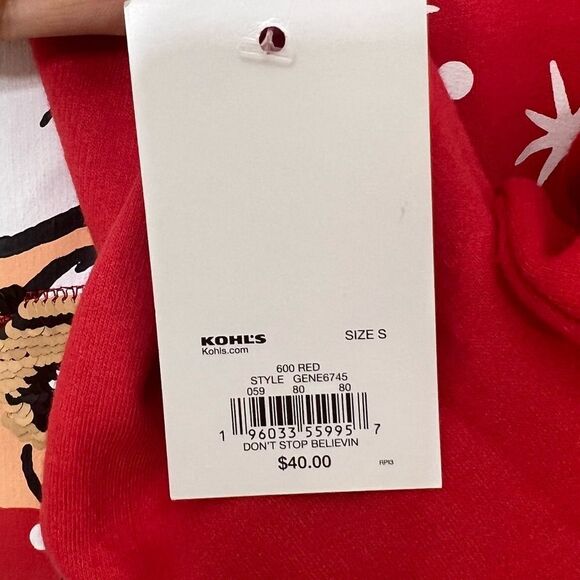 KOHL'S SIZE S
Kohls.com
600 RED
STYLE GENE6745
059 80 80
1 96033 55995 7
DON'T STOP BELIEVIN
$40.00 RP13